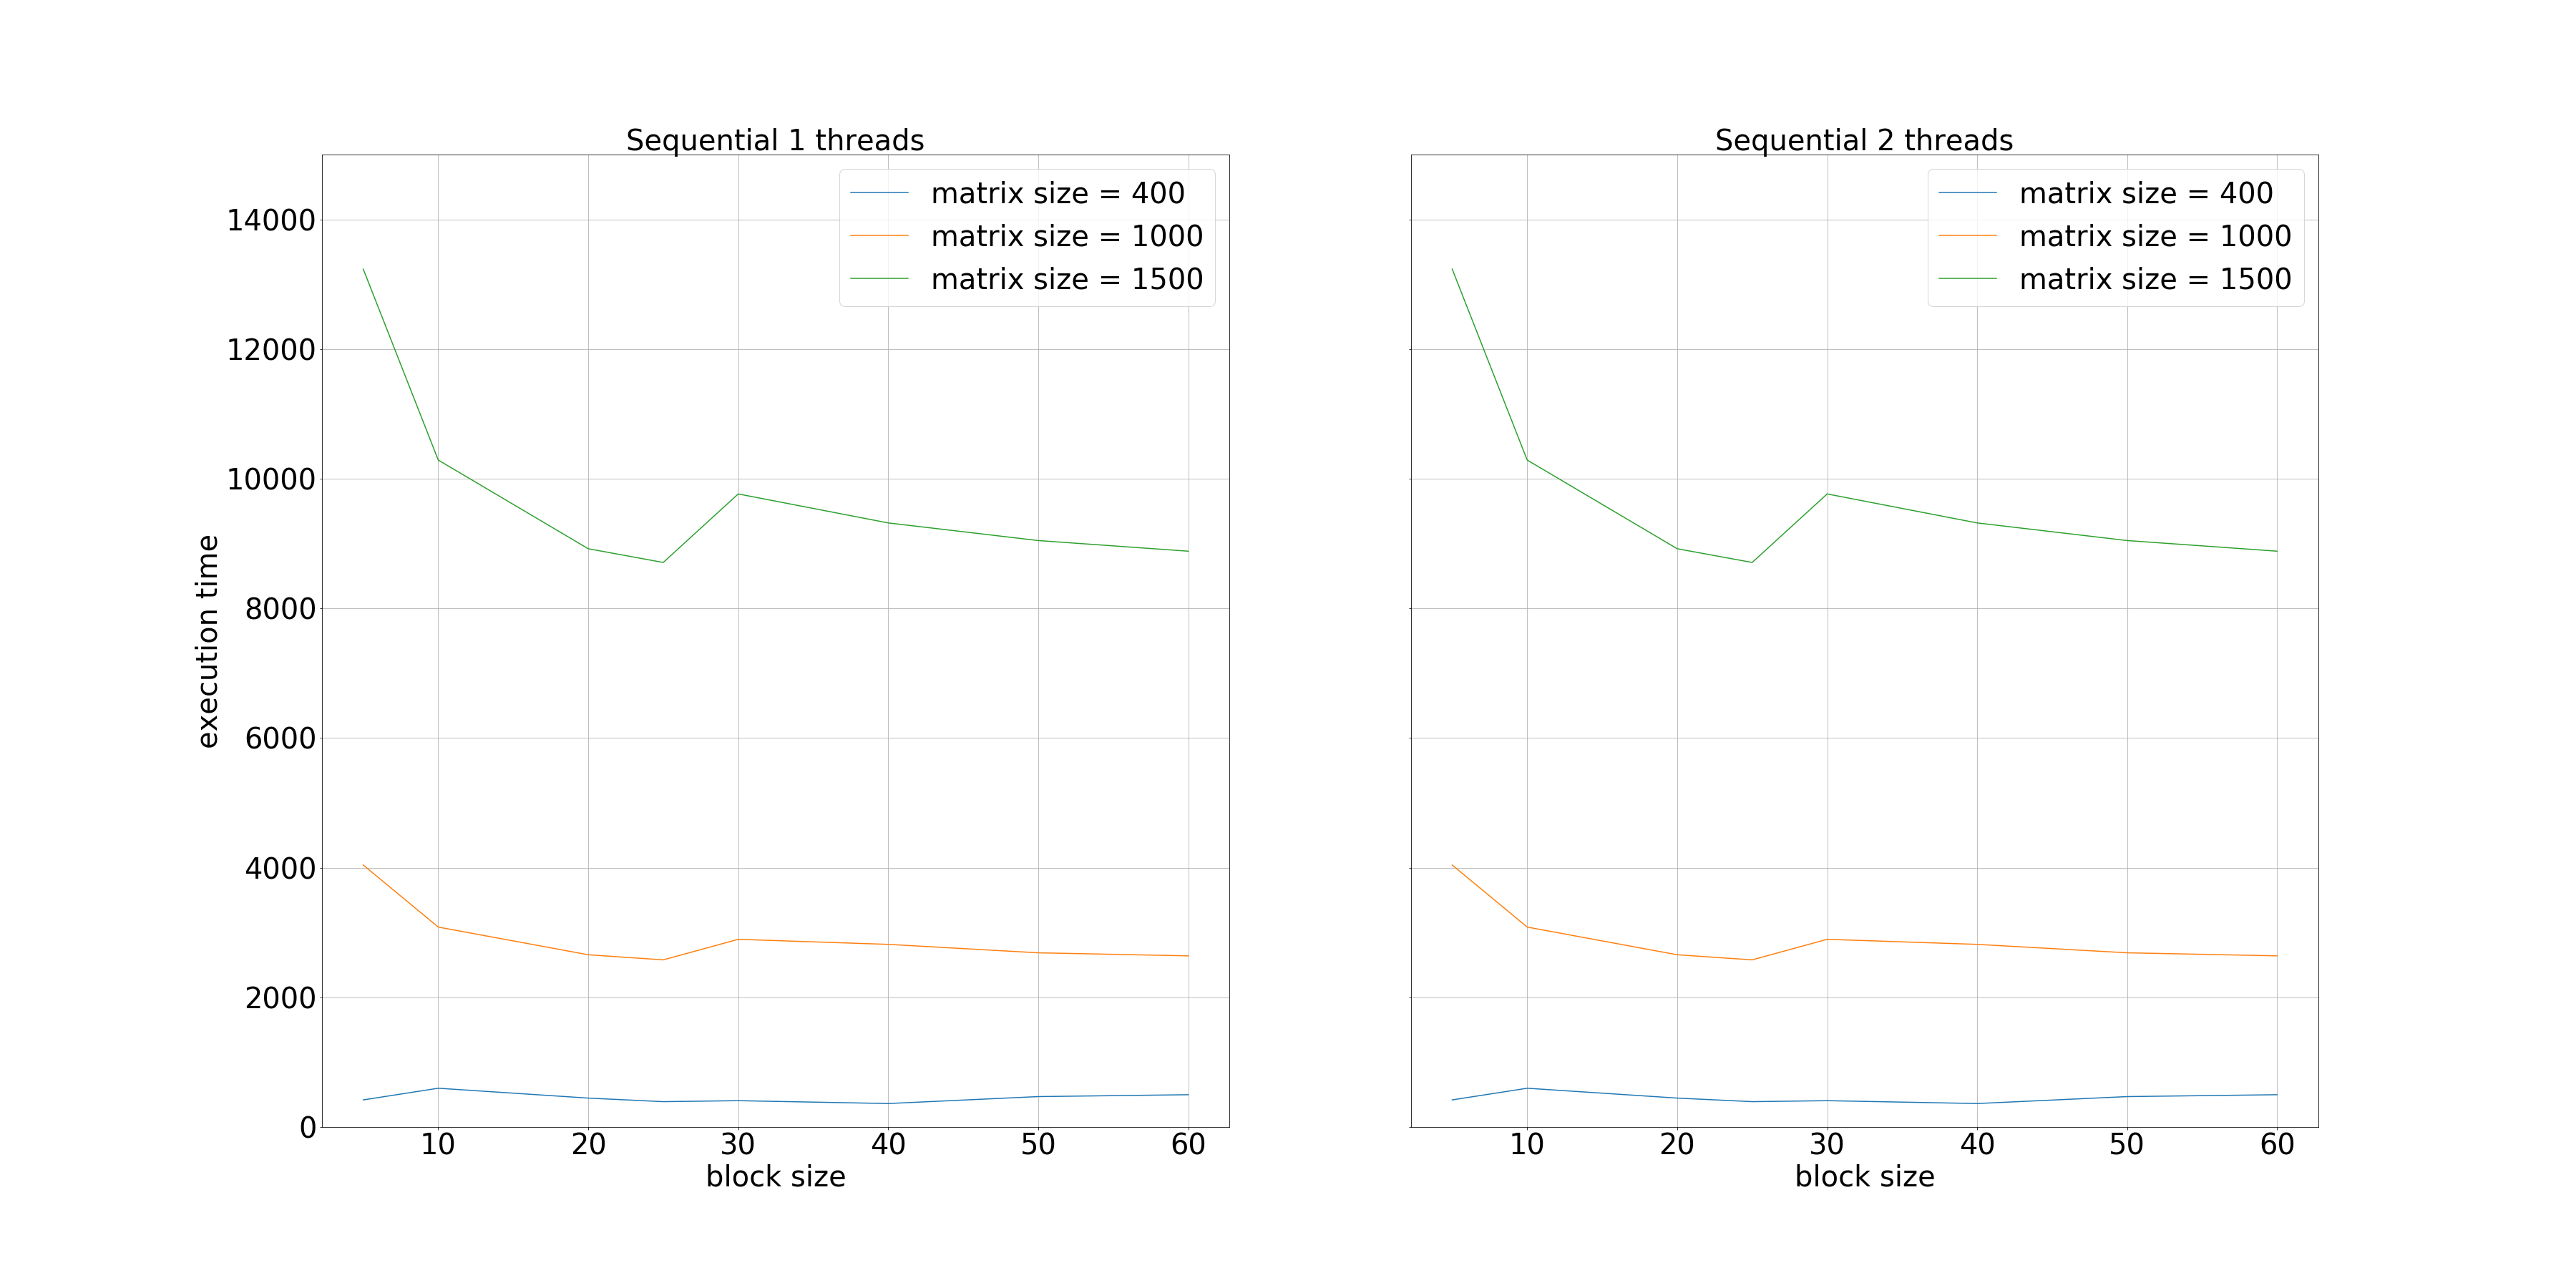 Sequential 1 threads
matrix size = 400
matrix size = 1000
matrix size = 1500
14000
12000
10000
8000
6000
4000
2000
0
execution time
10 20 30 40 50 60
block size
Sequential 2 threads
matrix size = 400
matrix size = 1000
matrix size = 1500
10 20 30 40 50 60
block size